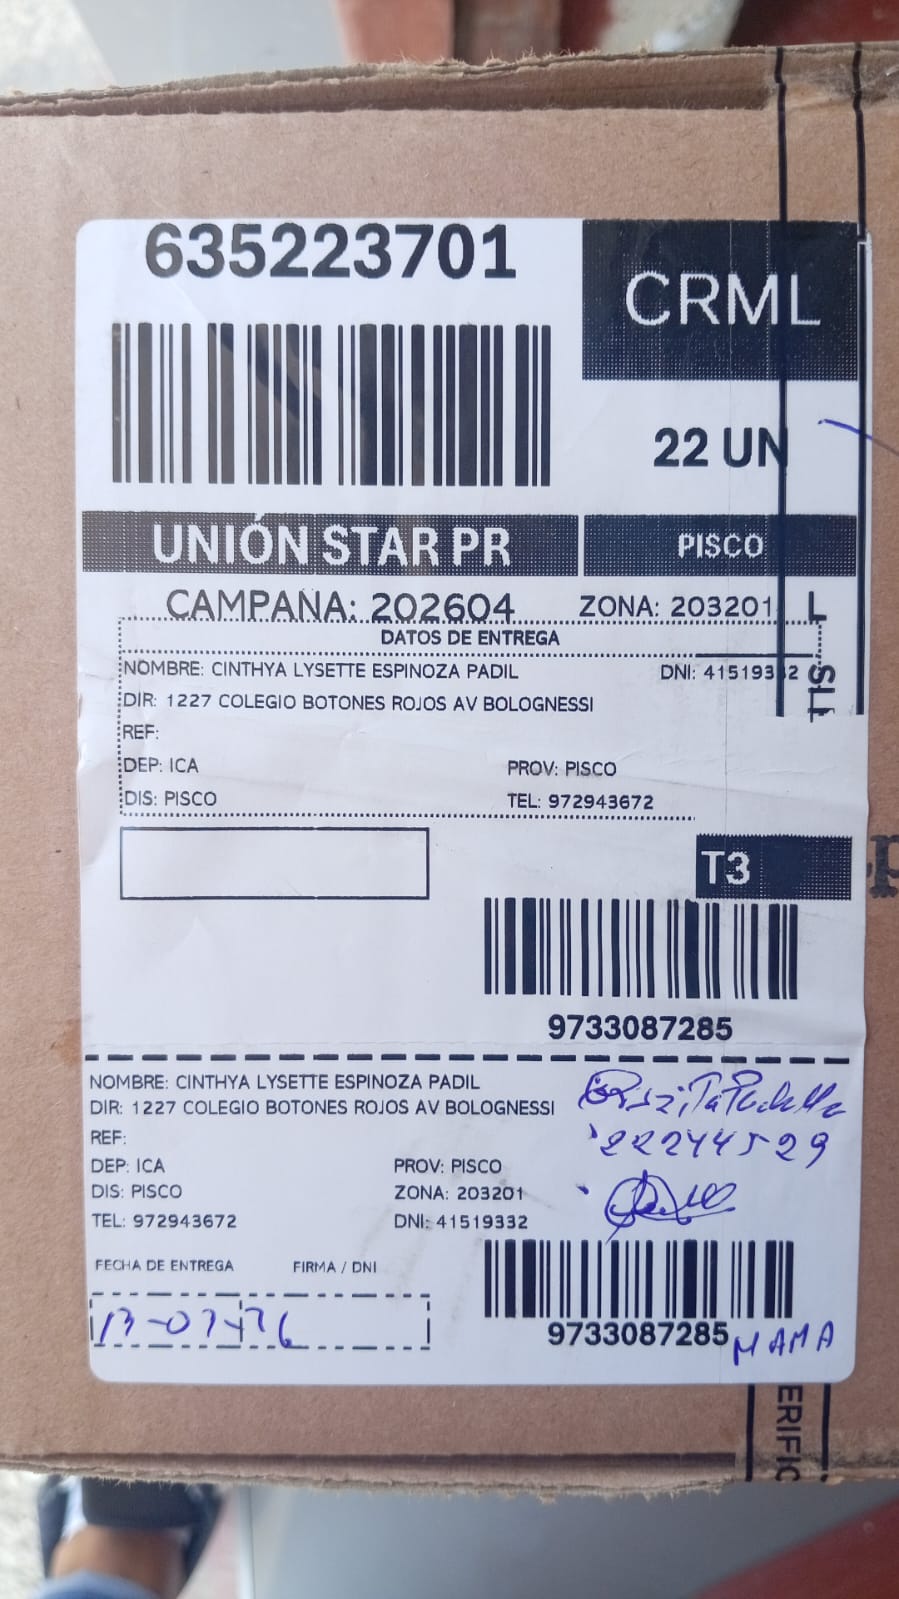 635223701
CRML
22 UN
UNIÓN STAR PR
PISCO
CAMPAÑA: 202604
ZONA: 203201
L
DATOS DE ENTREGA
NOMBRE: CINTHYA LYSETTE ESPINOZA PADIL
DNI: 41519332
DIR: 1227 COLEGIO BOTONES ROJOS AV BOLOGNESSI
REF:
DEP: ICA
PROV: PISCO
DIS: PISCO
TEL: 972943672
T3
9733087285
NOMBRE: CINTHYA LYSETTE ESPINOZA PADIL
DIR: 1227 COLEGIO BOTONES ROJOS AV BOLOGNESSI
REF:
22244529
DEP: ICA
PROV: PISCO
DIS: PISCO
ZONA: 203201
TEL: 972943672
DNI: 41519332
FECHA DE ENTREGA
FIRMA / DNI
9733087285
MAMA
ERIFIC